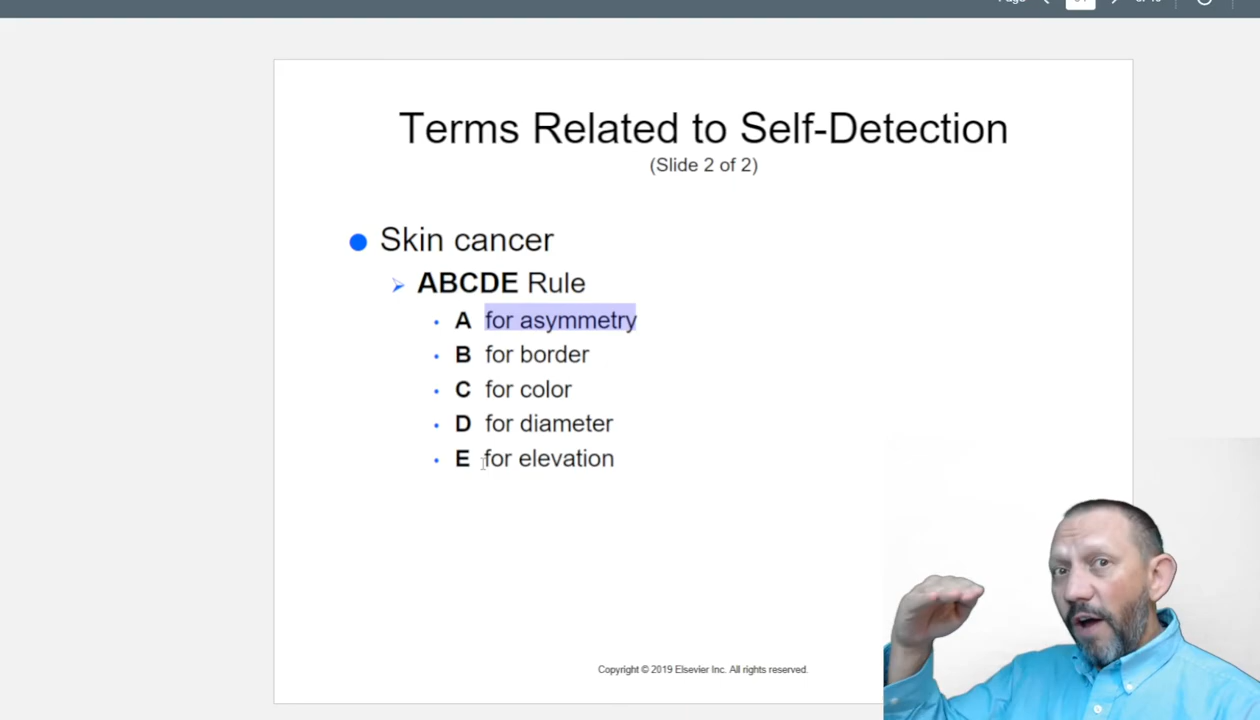 Terms Related to Self-Detection
(Slide 2 of 2)
Skin cancer
ABCDE Rule
A for asymmetry
B for border
C for color
D for diameter
E for elevation
Copyright © 2019 Elsevier Inc. All rights reserved.